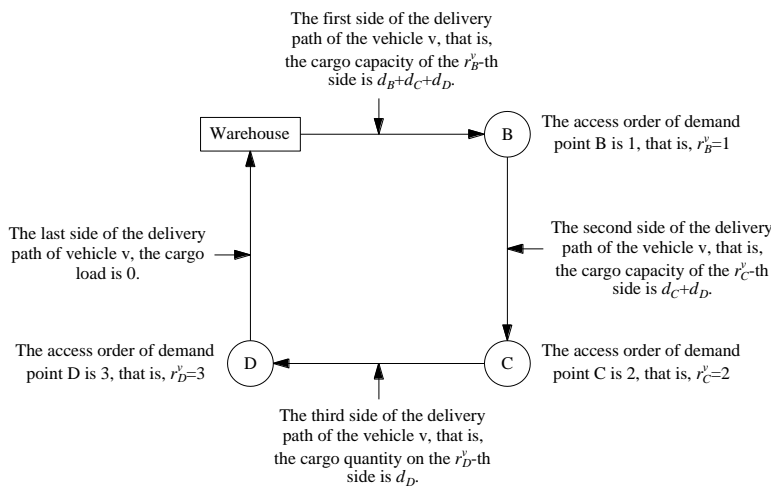 The first side of the delivery
path of the vehicle v, that is,
the cargo capacity of the r_B^v-th
side is d_B+d_C+d_D.
Warehouse
B
The access order of demand
point B is 1, that is, r_B^v=1
The last side of the delivery
path of vehicle v, the cargo
load is 0.
The second side of the delivery
path of the vehicle v, that is,
the cargo capacity of the r_C^v-th
side is d_C+d_D.
The access order of demand
point D is 3, that is, r_D^v=3
D
C
The access order of demand
point C is 2, that is, r_C^v=2
The third side of the delivery
path of the vehicle v, that is,
the cargo quantity on the r_D^v-th
side is d_D.